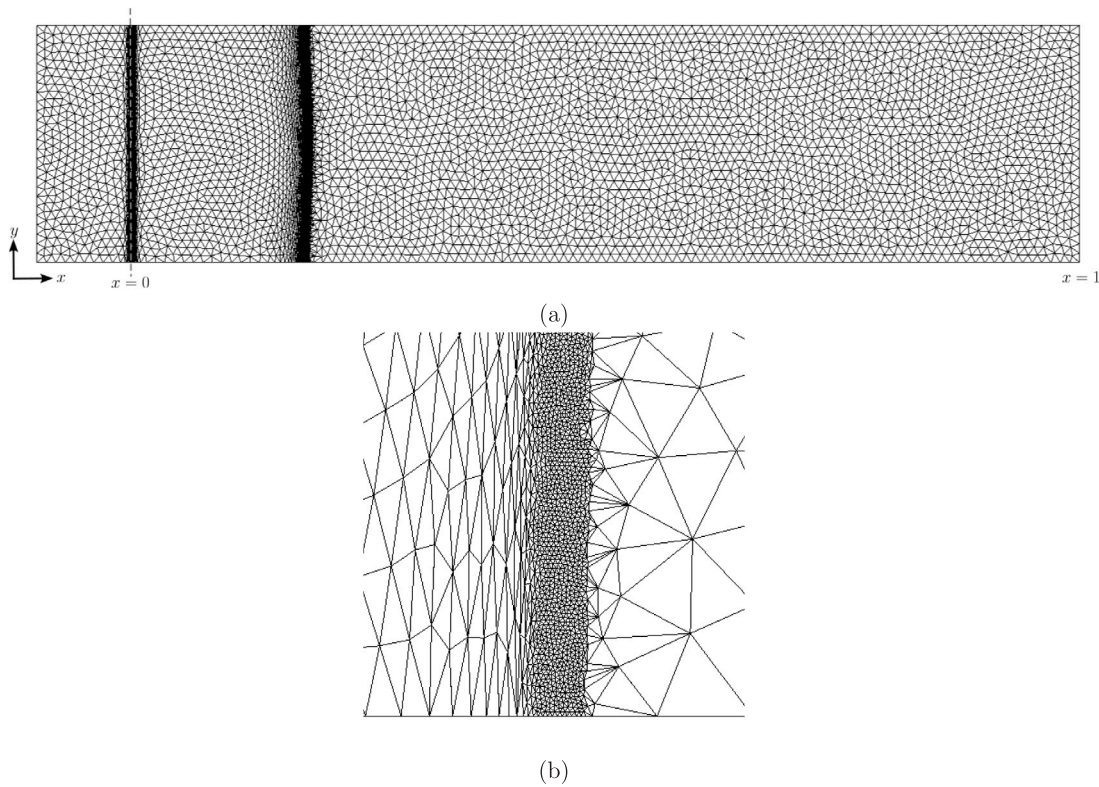 y
x
x = 0
x = 1
(a)
(b)